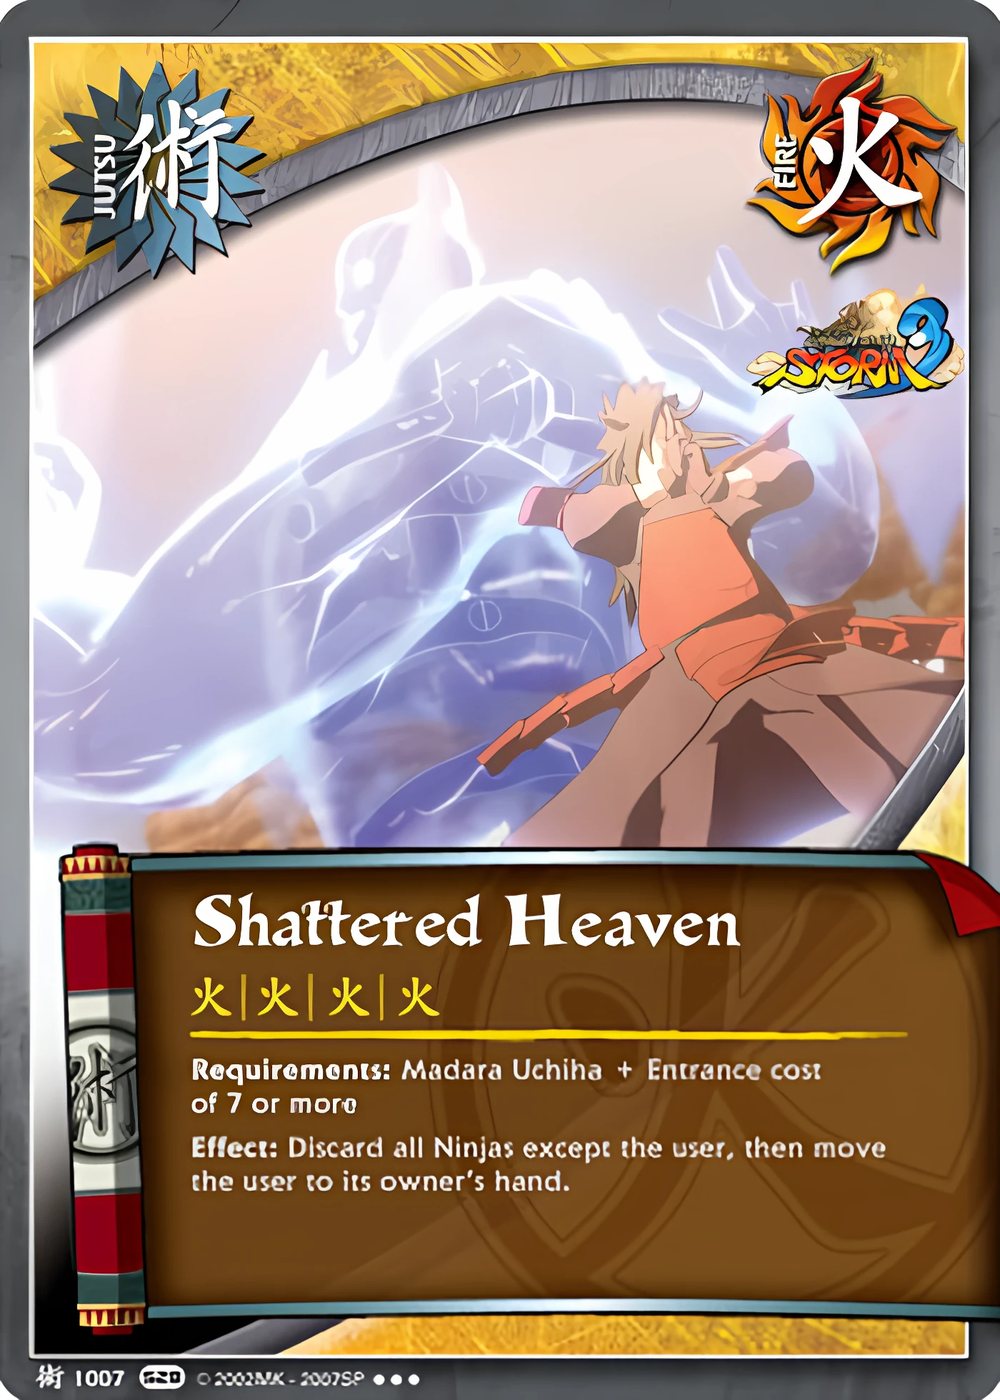 JUTSU 術
FIRE 火
STORM 3
Shattered Heaven
火|火|火|火
Requirements: Madara Uchiha + Entrance cost
of 7 or more
Effect: Discard all Ninjas except the user, then move
the user to its owner's hand.
術
術 1007 © 2002MK - 2007SP